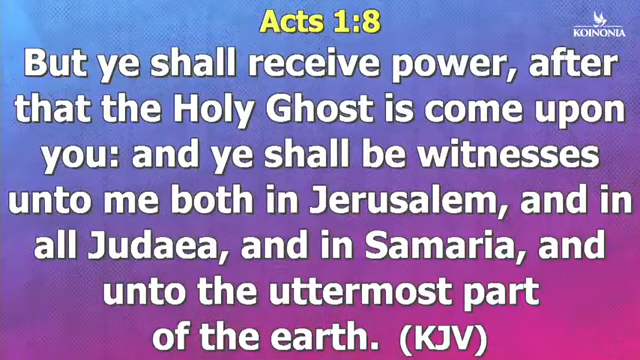 Acts 1:8
KOINONIA
But ye shall receive power, after
that the Holy Ghost is come upon
you: and ye shall be witnesses
unto me both in Jerusalem, and in
all Judaea, and in Samaria, and
unto the uttermost part
of the earth. (KJV)